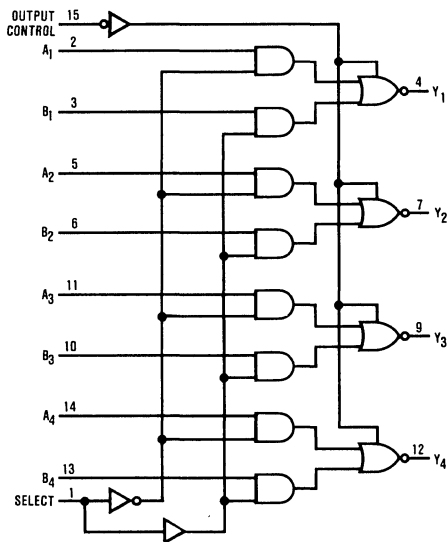 OUTPUT 15
CONTROL
A1 2
B1 3
4 Y1
A2 5
B2 6
7 Y2
A3 11
B3 10
9 Y3
A4 14
B4 13
12 Y4
SELECT 1